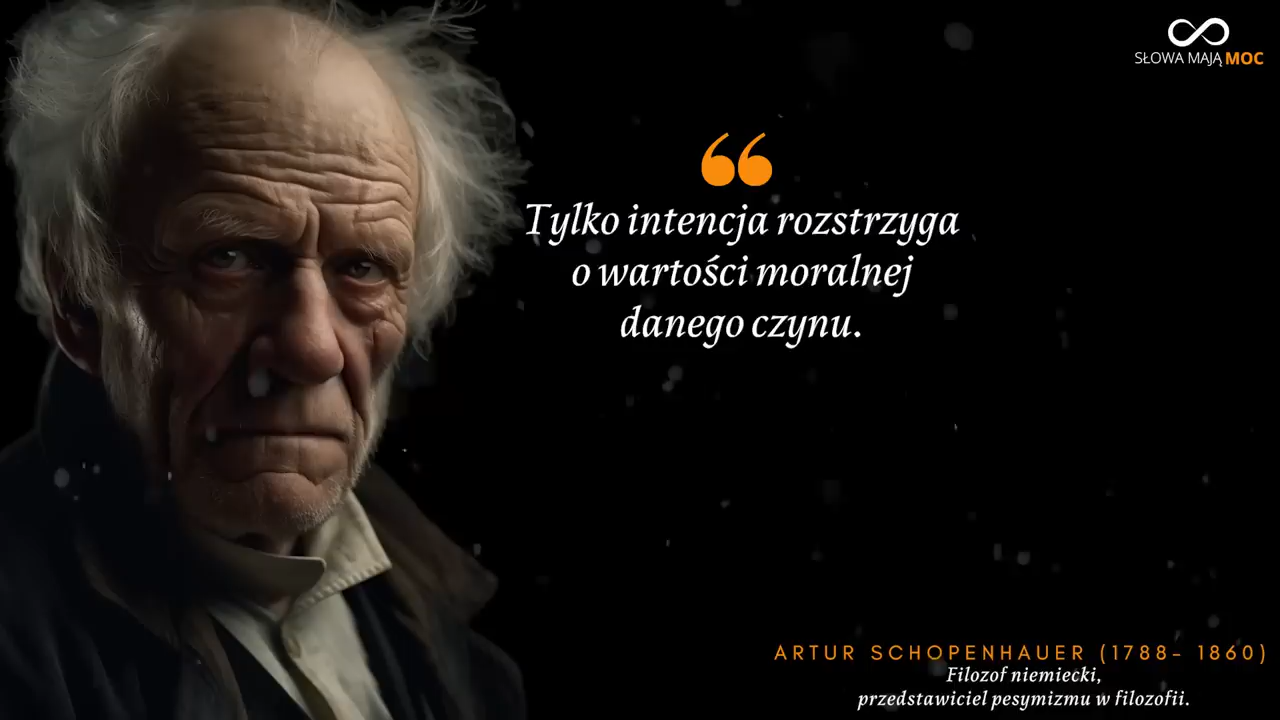 SŁOWA MAJĄ MOC
Tylko intencja rozstrzyga
o wartości moralnej
danego czynu.
ARTUR SCHOPENHAUER (1788- 1860)
Filozof niemiecki,
przedstawiciel pesymizmu w filozofii.